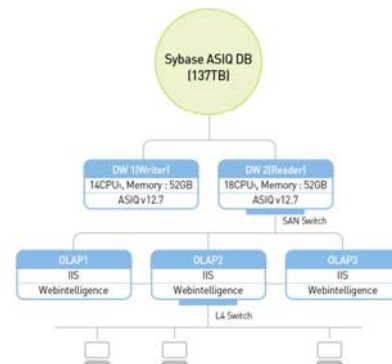 Sybase ASIQ DB
(137TB)
DW 1(Writer)
14CPUs, Memory : 52GB
ASIQ v12.7
DW 2(Reader)
18CPUs, Memory : 52GB
ASIQ v12.7
SAN Switch
OLAP1
IIS
Webintelligence
OLAP2
IIS
Webintelligence
OLAP3
IIS
Webintelligence
L4 Switch